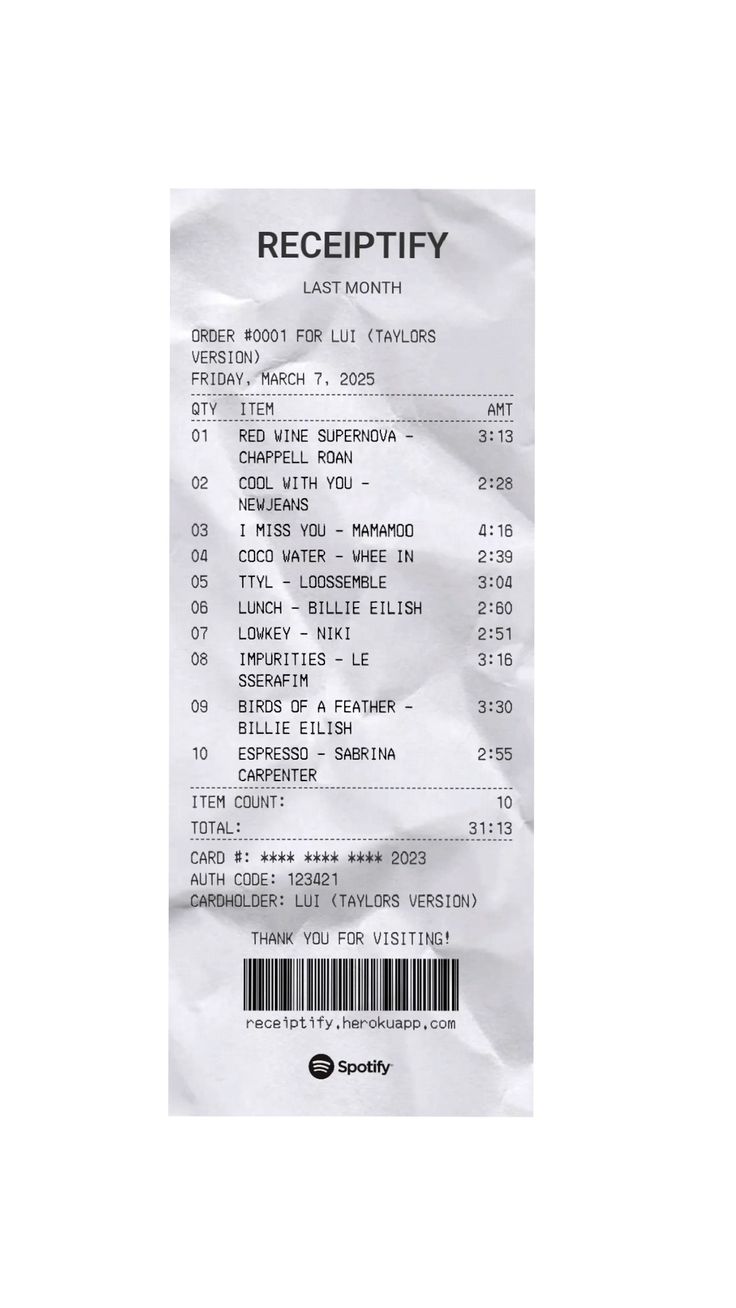 RECEIPTIFY
LAST MONTH
ORDER #0001 FOR LUI (TAYLORS
VERSION)
FRIDAY, MARCH 7, 2025
QTY ITEM AMT
01 RED WINE SUPERNOVA - 3:13
CHAPPELL ROAN
02 COOL WITH YOU - 2:28
NEWJEANS
03 I MISS YOU - MAMAMOO 4:16
04 COCO WATER - WHEE IN 2:39
05 TTYL - LOOSSEMBLE 3:04
06 LUNCH - BILLIE EILISH 2:60
07 LOWKEY - NIKI 2:51
08 IMPURITIES - LE 3:16
SSERAFIM
09 BIRDS OF A FEATHER - 3:30
BILLIE EILISH
10 ESPRESSO - SABRINA 2:55
CARPENTER
ITEM COUNT: 10
TOTAL: 31:13
CARD #: **** **** **** 2023
AUTH CODE: 123421
CARDHOLDER: LUI (TAYLORS VERSION)
THANK YOU FOR VISITING!
receiptify.herokuapp.com
Spotify